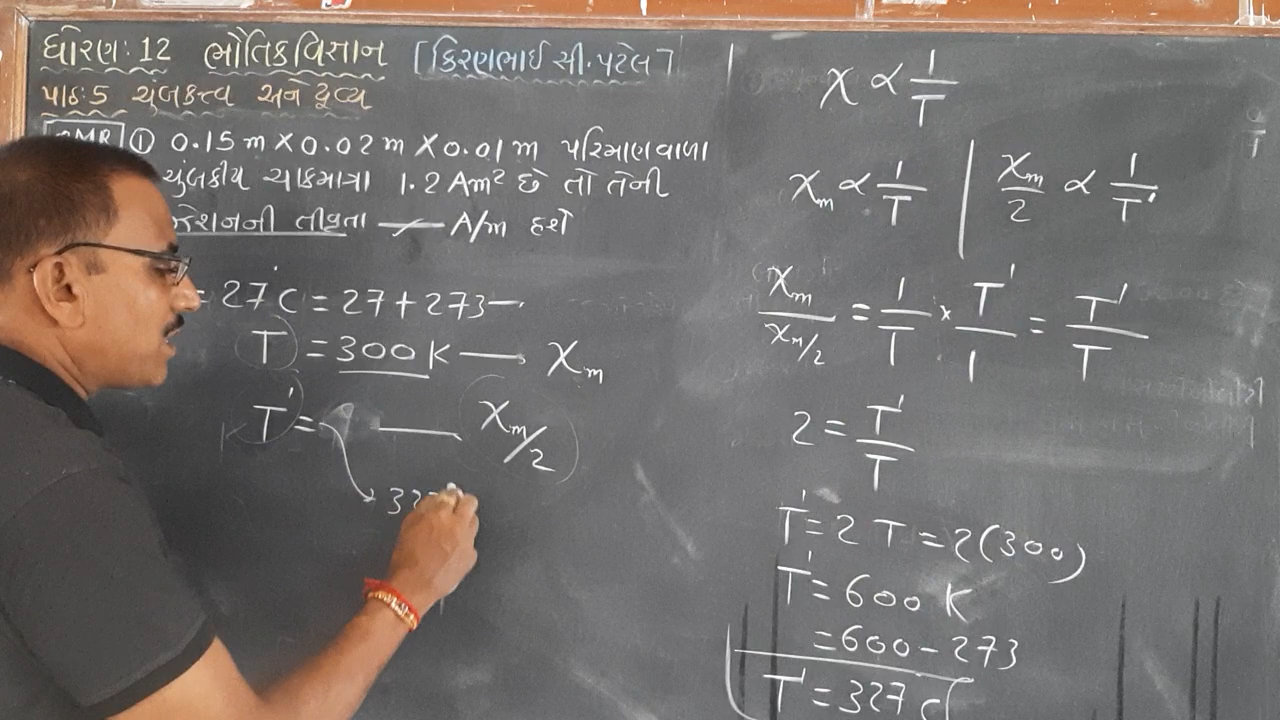 ધોરણ: 12 ભૌતિકવિજ્ઞાન [કિરણભાઈ સી. પટેલ]
પાઠ: 5 ચુંબકત્વ અને દ્રવ્ય
① 0.15 m X 0.02 m X 0.01 m પરિમાણવાળા
ચુંબકીય ચાકમાત્રા 1.2 Am² છે તો તેની
તીવ્રતા — A/m હશે
= 27°C = 27 + 273 —
T = 300 K — χₘ
T' = — χₘ/2
χ ∝ 1/T
χₘ ∝ 1/T | χₘ/2 ∝ 1/T'
χₘ/(χₘ/2) = 1/T × T'/1 = T'/T
2 = T'/T
T' = 2 T = 2(300)
T' = 600 K
= 600 - 273
T' = 327 C